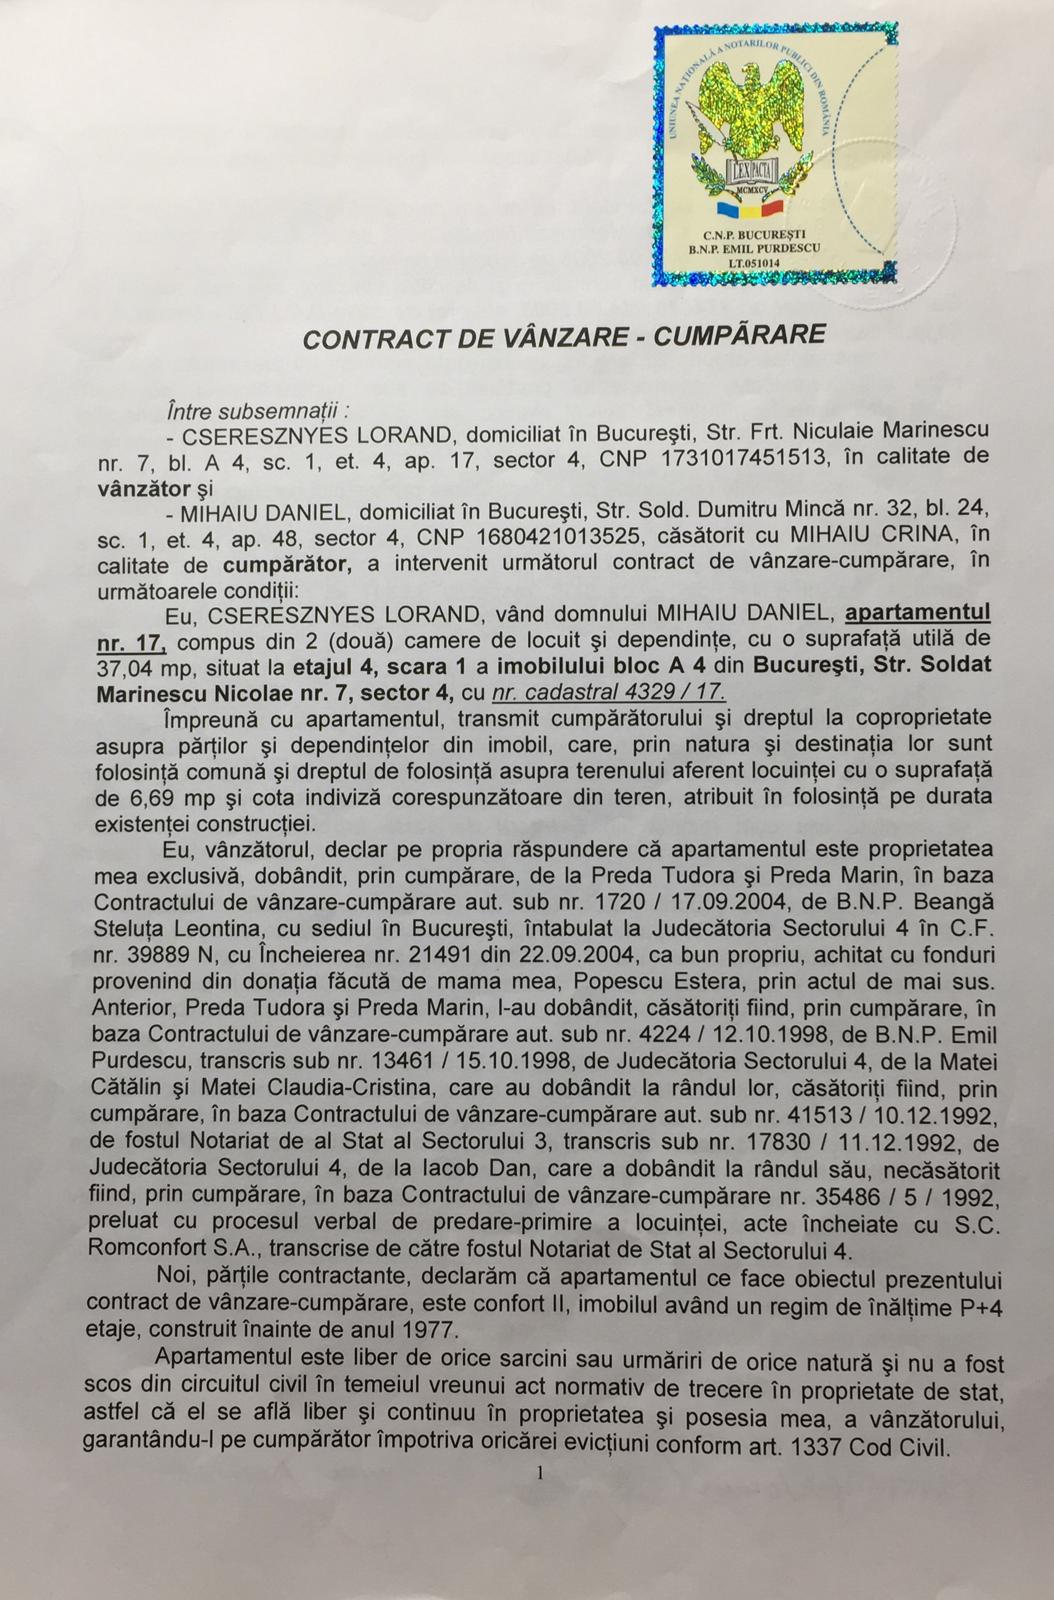 UNIUNEA NAȚIONALĂ A NOTARILOR PUBLICI DIN ROMÂNIA
LEX PACTA
MCMXCV
C.N.P. BUCUREŞTI
B.N.P. EMIL PURDESCU
LT.051014
CONTRACT DE VÂNZARE - CUMPÃRARE
Între subsemnații :
- CSERESZNYES LORAND, domiciliat în Bucureşti, Str. Frt. Niculaie Marinescu
nr. 7, bl. A 4, sc. 1, et. 4, ap. 17, sector 4, CNP 1731017451513, în calitate de
vânzător şi
- MIHAIU DANIEL, domiciliat în Bucureşti, Str. Sold. Dumitru Mincă nr. 32, bl. 24,
sc. 1, et. 4, ap. 48, sector 4, CNP 1680421013525, căsătorit cu MIHAIU CRINA, în
calitate de cumpărător, a intervenit următorul contract de vânzare-cumpărare, în
următoarele condiții:
Eu, CSERESZNYES LORAND, vând domnului MIHAIU DANIEL, apartamentul
nr. 17, compus din 2 (două) camere de locuit şi dependințe, cu o suprafață utilă de
37,04 mp, situat la etajul 4, scara 1 a imobilului bloc A 4 din Bucureşti, Str. Soldat
Marinescu Nicolae nr. 7, sector 4, cu nr. cadastral 4329 / 17.
Împreună cu apartamentul, transmit cumpărătorului şi dreptul la coproprietate
asupra părților şi dependințelor din imobil, care, prin natura şi destinația lor sunt
folosință comună şi dreptul de folosință asupra terenului aferent locuinței cu o suprafață
de 6,69 mp şi cota indiviză corespunzătoare din teren, atribuit în folosință pe durata
existenței construcției.
Eu, vânzătorul, declar pe propria răspundere că apartamentul este proprietatea
mea exclusivă, dobândit, prin cumpărare, de la Preda Tudora şi Preda Marin, în baza
Contractului de vânzare-cumpărare aut. sub nr. 1720 / 17.09.2004, de B.N.P. Beangă
Steluța Leontina, cu sediul în Bucureşti, întabulat la Judecătoria Sectorului 4 în C.F.
nr. 39889 N, cu Încheierea nr. 21491 din 22.09.2004, ca bun propriu, achitat cu fonduri
provenind din donația făcută de mama mea, Popescu Estera, prin actul de mai sus.
Anterior, Preda Tudora şi Preda Marin, l-au dobândit, căsătoriți fiind, prin cumpărare, în
baza Contractului de vânzare-cumpărare aut. sub nr. 4224 / 12.10.1998, de B.N.P. Emil
Purdescu, transcris sub nr. 13461 / 15.10.1998, de Judecătoria Sectorului 4, de la Matei
Cătălin şi Matei Claudia-Cristina, care au dobândit la rândul lor, căsătoriți fiind, prin
cumpărare, în baza Contractului de vânzare-cumpărare aut. sub nr. 41513 / 10.12.1992,
de fostul Notariat de al Stat al Sectorului 3, transcris sub nr. 17830 / 11.12.1992, de
Judecătoria Sectorului 4, de la Iacob Dan, care a dobândit la rândul său, necăsătorit
fiind, prin cumpărare, în baza Contractului de vânzare-cumpărare nr. 35486 / 5 / 1992,
preluat cu procesul verbal de predare-primire a locuinței, acte încheiate cu S.C.
Romconfort S.A., transcrise de către fostul Notariat de Stat al Sectorului 4.
Noi, părțile contractante, declarăm că apartamentul ce face obiectul prezentului
contract de vânzare-cumpărare, este confort II, imobilul având un regim de înălțime P+4
etaje, construit înainte de anul 1977.
Apartamentul este liber de orice sarcini sau urmăriri de orice natură şi nu a fost
scos din circuitul civil în temeiul vreunui act normativ de trecere în proprietate de stat,
astfel că el se află liber şi continuu în proprietatea şi posesia mea, a vânzătorului,
garantându-l pe cumpărător împotriva oricărei evicțiuni conform art. 1337 Cod Civil.
1